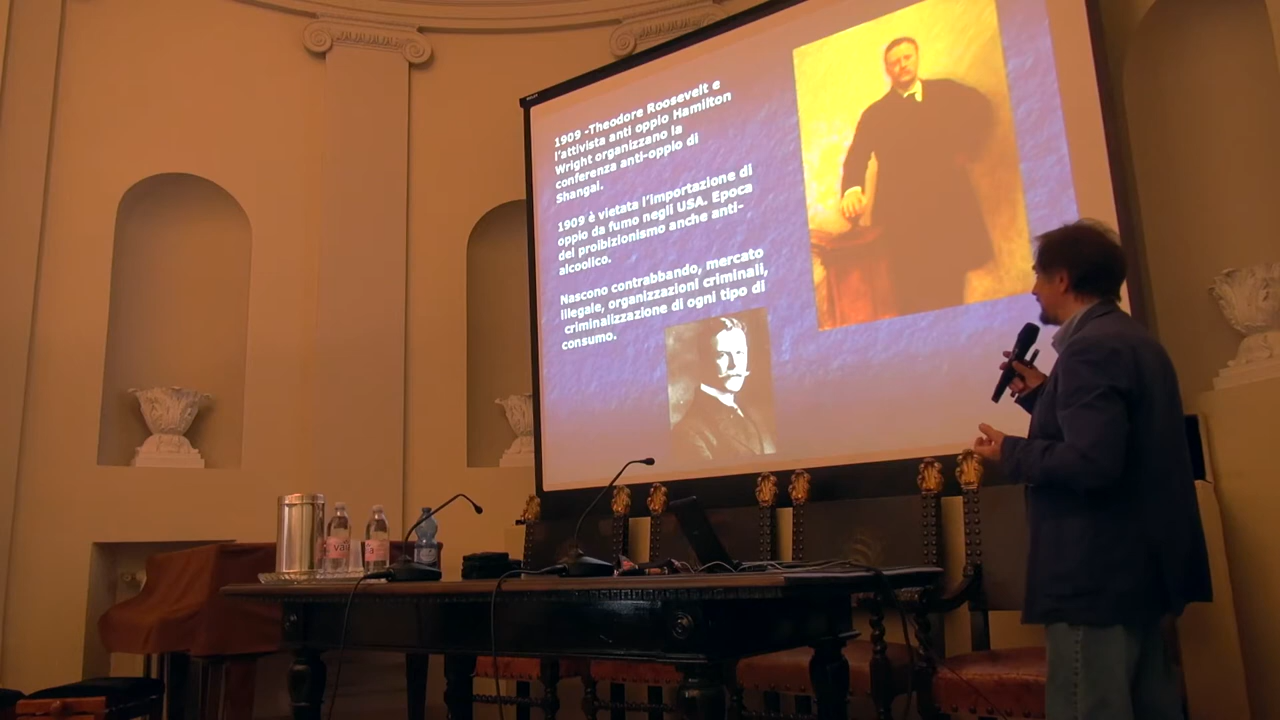 1909 -Theodore Roosevelt e
l'attivista anti oppio Hamilton
Wright organizzano la
conferenza anti-oppio di
Shangai.
1909 è vietata l'importazione di
oppio da fumo negli USA. Epoca
del proibizionismo anche anti-
alcoolico.
Nascono contrabbando, mercato
illegale, organizzazioni criminali,
criminalizzazione di ogni tipo di
consumo.